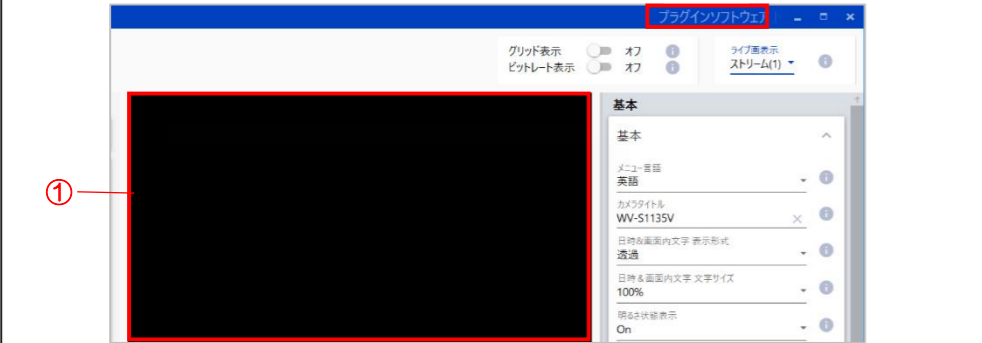 プラグインソフトウェア
グリッド表示 オフ
ビットレート表示 オフ
ライブ画表示
ストリーム(1)
基本
基本
メニュー言語
英語
カメラタイトル
WV-S1135V
日時&画面内文字 表示形式
透過
日時&画面内文字 文字サイズ
100%
明るさ状態表示
On
①